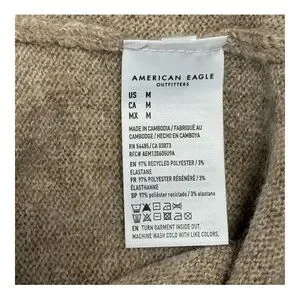 AMERICAN EAGLE
OUTFITTERS
US M
CA M
MX M
MADE IN CAMBODIA / FABRIQUÉ AU
CAMBODGE / HECHO EN CAMBOYA
RN 54485/CA 03873
RFC# AEM1206050U9A
EN 97% RECYCLED POLYESTER / 3%
ELASTANE
FR 97% POLYESTER RÉGÉNÉRÉ / 3%
ÉLASTHANNE
SP 97% poliéster reciclado / 3% elastano
EN TURN GARMENT INSIDE OUT.
MACHINE WASH COLD WITH LIKE COLORS,